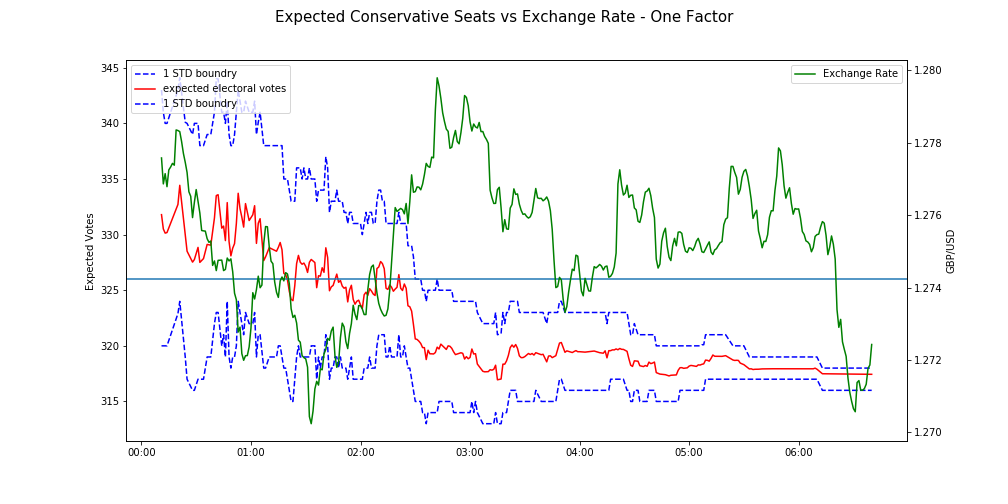 Expected Conservative Seats vs Exchange Rate - One Factor
1 STD boundry
expected electoral votes
1 STD boundry
Exchange Rate
Expected Votes
345
340
335
330
325
320
315
GBP/USD
1.280
1.278
1.276
1.274
1.272
1.270
00:00 01:00 02:00 03:00 04:00 05:00 06:00